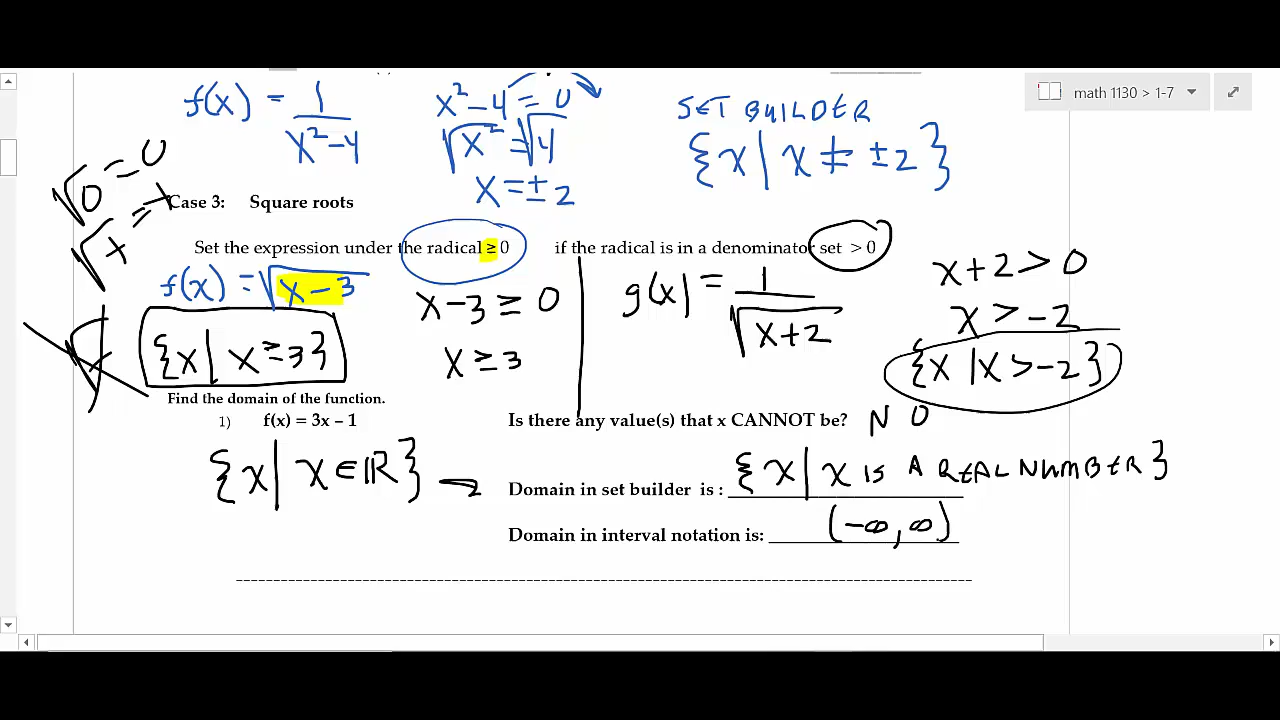 math 1130 > 1-7
f(x) = 1/(x²-4)
x²-4 = 0
√x² = √4
x = ±2
SET BUILDER
{x | x ≠ ±2}
√0 = 0
√+ = +
Case 3: Square roots
Set the expression under the radical ≥ 0 if the radical is in a denominator set > 0
f(x) = √(x-3)
{x | x ≥ 3}
x-3 ≥ 0
x ≥ 3
g(x) = 1/√(x+2)
x+2 > 0
x > -2
{x | x > -2}
Find the domain of the function.
1) f(x) = 3x – 1
Is there any value(s) that x CANNOT be? NO
{x | x ∈ ℝ}
Domain in set builder is : {x | x IS A REAL NUMBER}
Domain in interval notation is: (-∞, ∞)